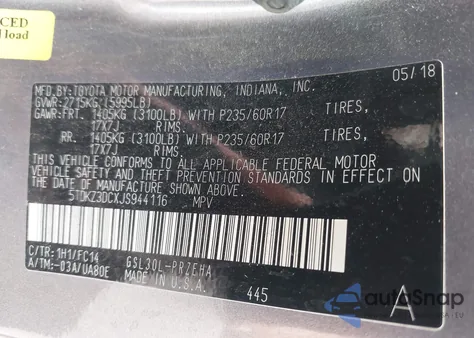 CED
load
MFD. BY: TOYOTA MOTOR MANUFACTURING, INDIANA, INC. 05/18
GVWR: 2715KG (5995LB)
GAWR: FRT. 1405KG (3100LB) WITH P235/60R17 TIRES,
17X7J RIMS.
RR. 1405KG (3100LB) WITH P235/60R17 TIRES,
17X7J RIMS.
THIS VEHICLE CONFORMS TO ALL APPLICABLE FEDERAL MOTOR
VEHICLE SAFETY AND THEFT PREVENTION STANDARDS IN EFFECT ON
THE DATE OF MANUFACTURE SHOWN ABOVE.
5TDKZ3DCXJS944116 MPV
C/TR: 1H1/FC14 GSL30L-PRZEHA
A/TM: -03A/UA80E MADE IN U.S.A. 445 A
autoSnap